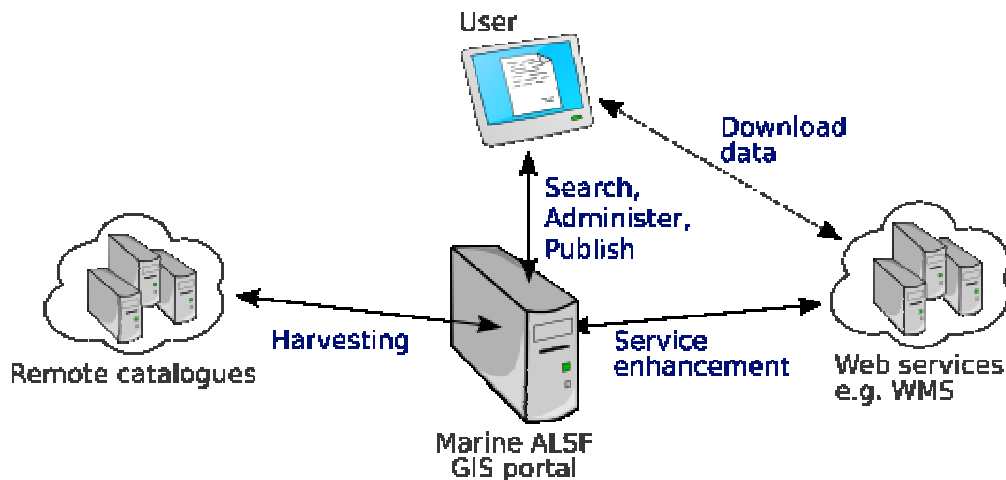 User
Download
data
Search,
Administer,
Publish
Harvesting
Service
enhancement
Remote catalogues
Web services
e.g. WMS
Marine ALSF
GIS portal